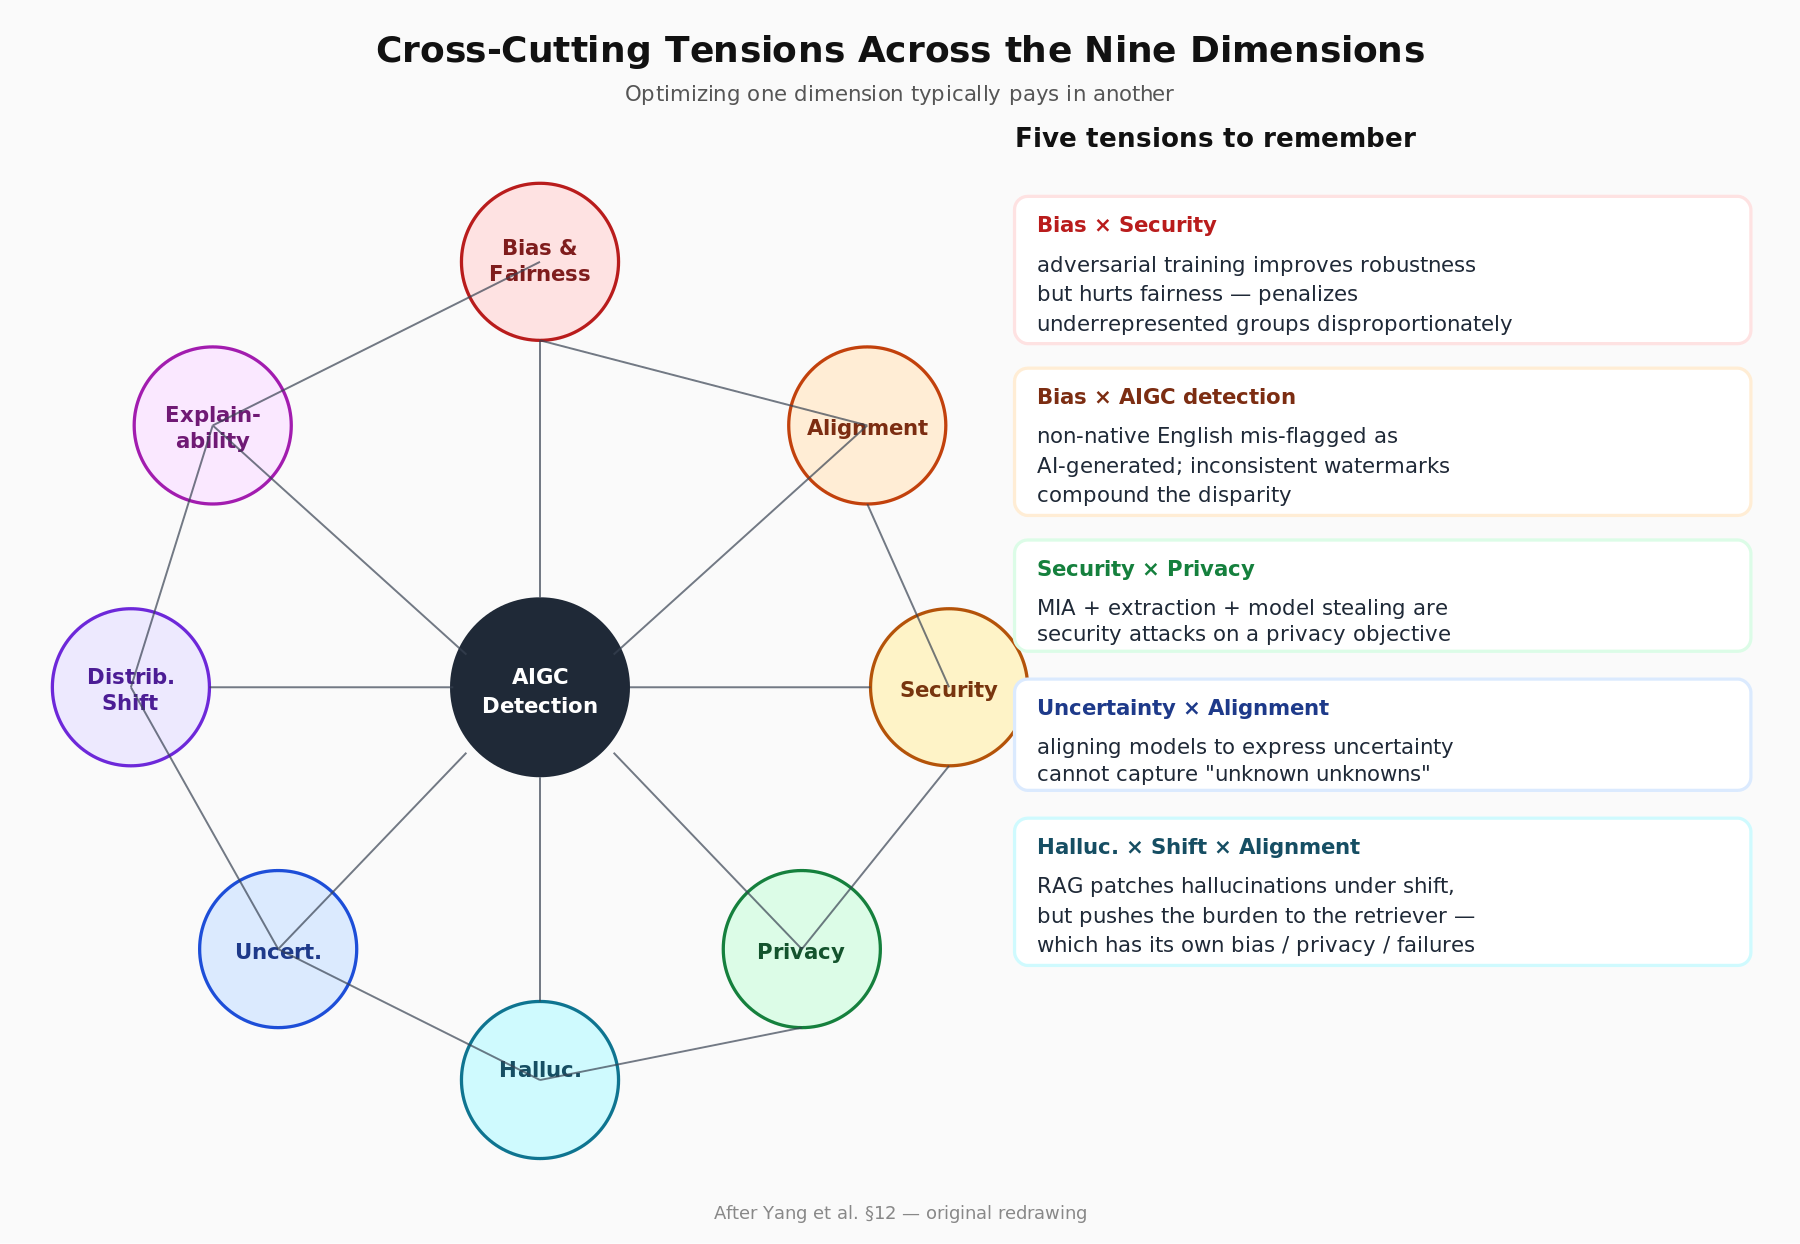 Cross-Cutting Tensions Across the Nine Dimensions
Optimizing one dimension typically pays in another
Bias &
Fairness
Explain-
ability
Alignment
Distrib.
Shift
AIGC
Detection
Security
Uncert.
Privacy
Halluc.
Five tensions to remember
Bias × Security
adversarial training improves robustness
but hurts fairness — penalizes
underrepresented groups disproportionately
Bias × AIGC detection
non-native English mis-flagged as
AI-generated; inconsistent watermarks
compound the disparity
Security × Privacy
MIA + extraction + model stealing are
security attacks on a privacy objective
Uncertainty × Alignment
aligning models to express uncertainty
cannot capture "unknown unknowns"
Halluc. × Shift × Alignment
RAG patches hallucinations under shift,
but pushes the burden to the retriever —
which has its own bias / privacy / failures
After Yang et al. §12 — original redrawing